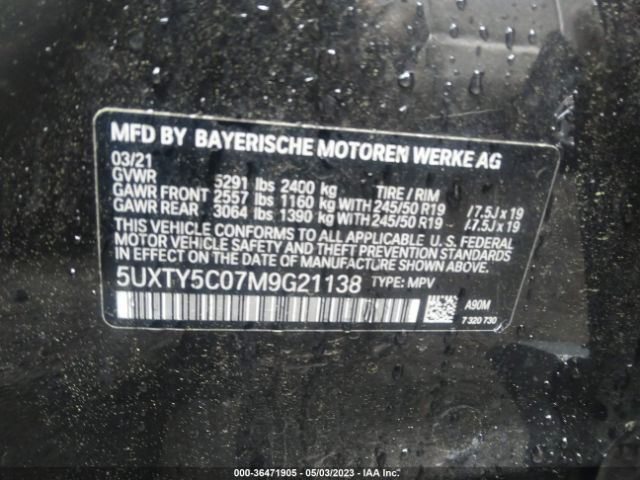 MFD BY BAYERISCHE MOTOREN WERKE AG
03/21
GVWR 5291 lbs 2400 kg TIRE / RIM
GAWR FRONT 2557 lbs 1160 kg WITH 245/50 R19 //7.5J x 19
GAWR REAR 3064 lbs 1390 kg WITH 245/50 R19 //7.5J x 19
THIS VEHICLE CONFORMS TO ALL APPLICABLE U. S. FEDERAL
MOTOR VEHICLE SAFETY AND THEFT PREVENTION STANDARDS
IN EFFECT ON THE DATE OF MANUFACTURE SHOWN ABOVE.
5UXTY5C07M9G21138 TYPE: MPV
A90M
7 320 730
000-36471905 - 05/03/2023 - IAA Inc.